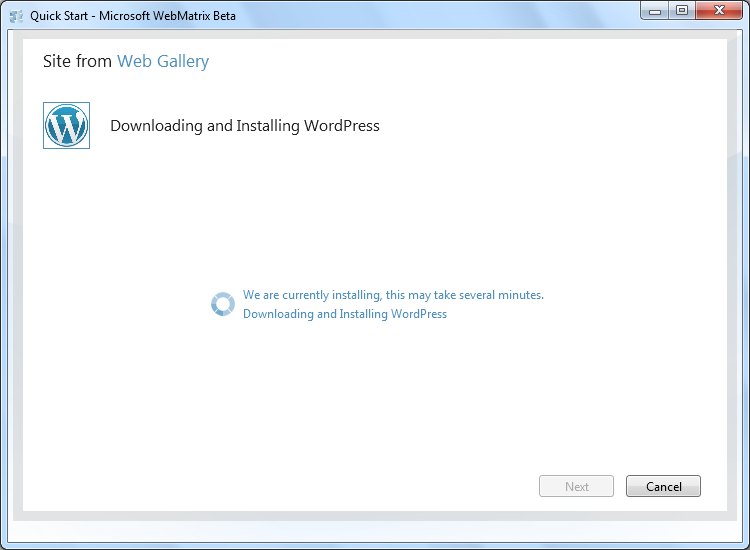 Quick Start - Microsoft WebMatrix Beta
Site from Web Gallery
Downloading and Installing WordPress
We are currently installing, this may take several minutes.
Downloading and Installing WordPress
Next
Cancel